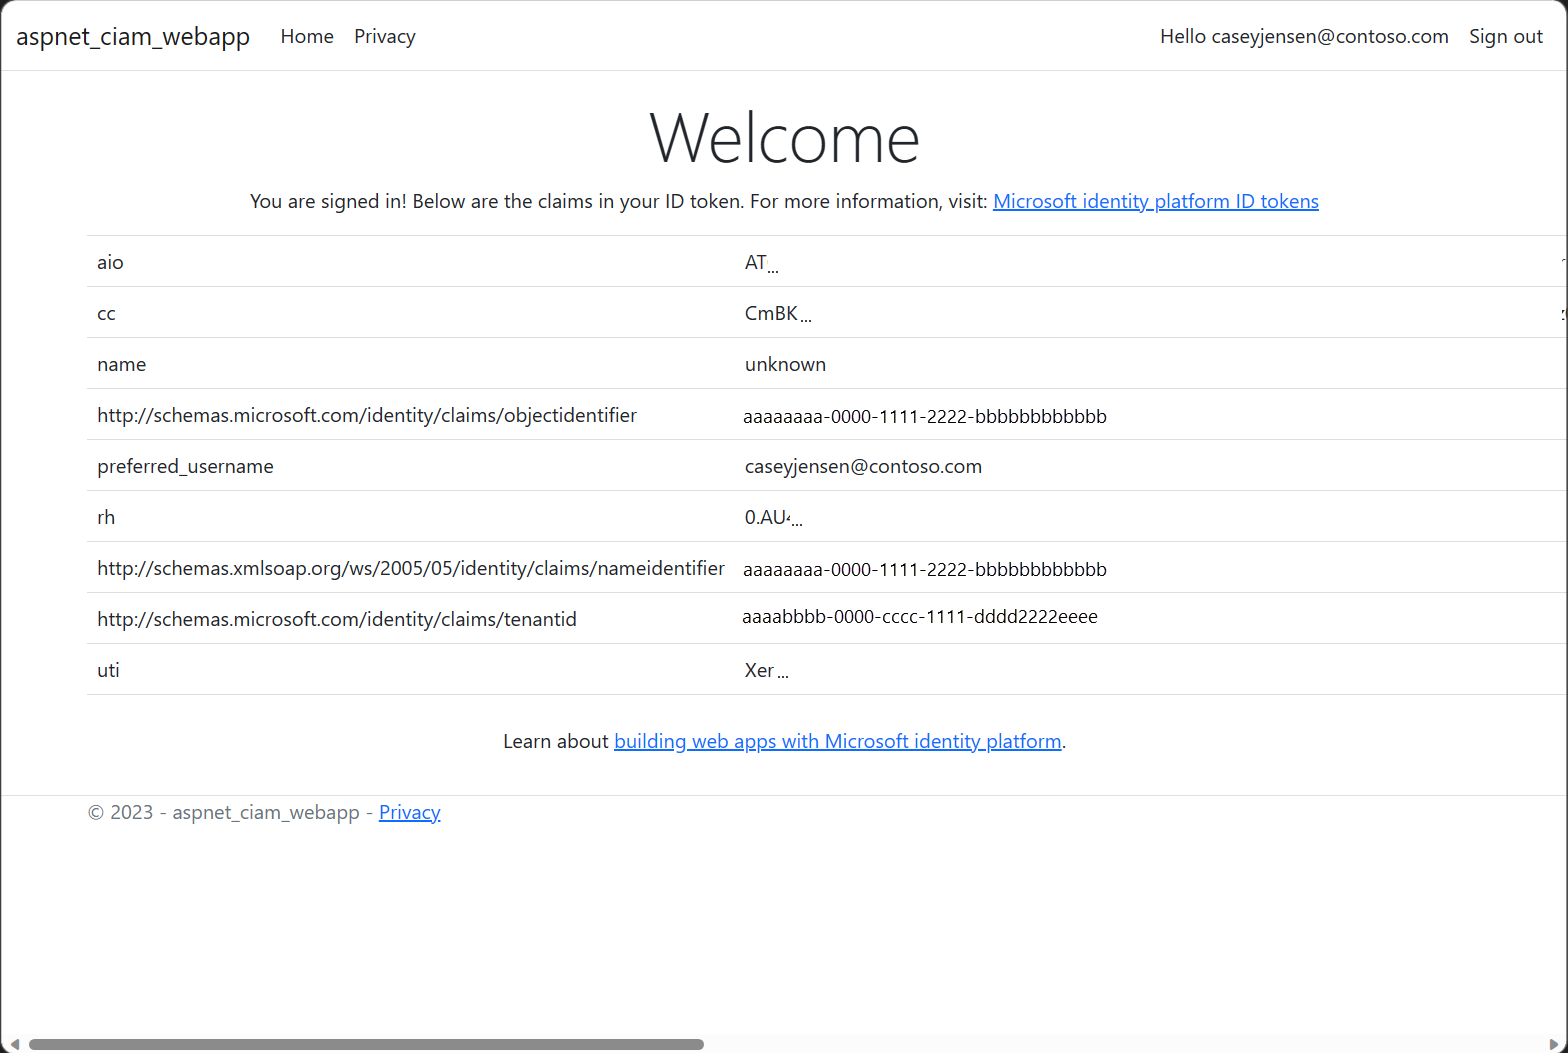 aspnet_ciam_webapp Home Privacy Hello caseyjensen@contoso.com Sign out
Welcome
You are signed in! Below are the claims in your ID token. For more information, visit: Microsoft identity platform ID tokens
aio AT...
cc CmBK...
name unknown
http://schemas.microsoft.com/identity/claims/objectidentifier aaaaaaaa-0000-1111-2222-bbbbbbbbbbbb
preferred_username caseyjensen@contoso.com
rh 0.AU...
http://schemas.xmlsoap.org/ws/2005/05/identity/claims/nameidentifier aaaaaaaa-0000-1111-2222-bbbbbbbbbbbb
http://schemas.microsoft.com/identity/claims/tenantid aaaabbbb-0000-cccc-1111-dddd2222eeee
uti Xer...
Learn about building web apps with Microsoft identity platform.
© 2023 - aspnet_ciam_webapp - Privacy